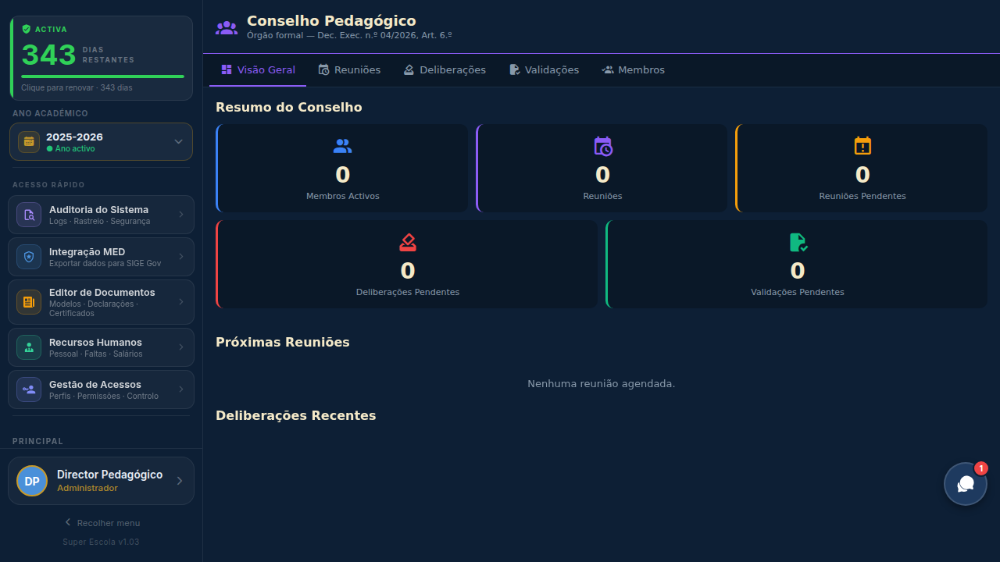 ACTIVA
343 DIAS RESTANTES
Clique para renovar · 343 dias
ANO ACADÉMICO
2025-2026
Ano activo
ACESSO RÁPIDO
Auditoria do Sistema
Logs · Rastreio · Segurança
Integração MED
Exportar dados para SIGE Gov
Editor de Documentos
Modelos · Declarações ·
Certificados
Recursos Humanos
Pessoal · Faltas · Salários
Gestão de Acessos
Perfis · Permissões · Controlo
PRINCIPAL
DP
Director Pedagógico
Administrador
Recolher menu
Super Escola v1.03
Conselho Pedagógico
Órgão formal — Dec. Exec. n.º 04/2026, Art. 6.º
Visão Geral
Reuniões
Deliberações
Validações
Membros
Resumo do Conselho
0
Membros Activos
0
Reuniões
0
Reuniões Pendentes
0
Deliberações Pendentes
0
Validações Pendentes
Próximas Reuniões
Nenhuma reunião agendada.
Deliberações Recentes
1